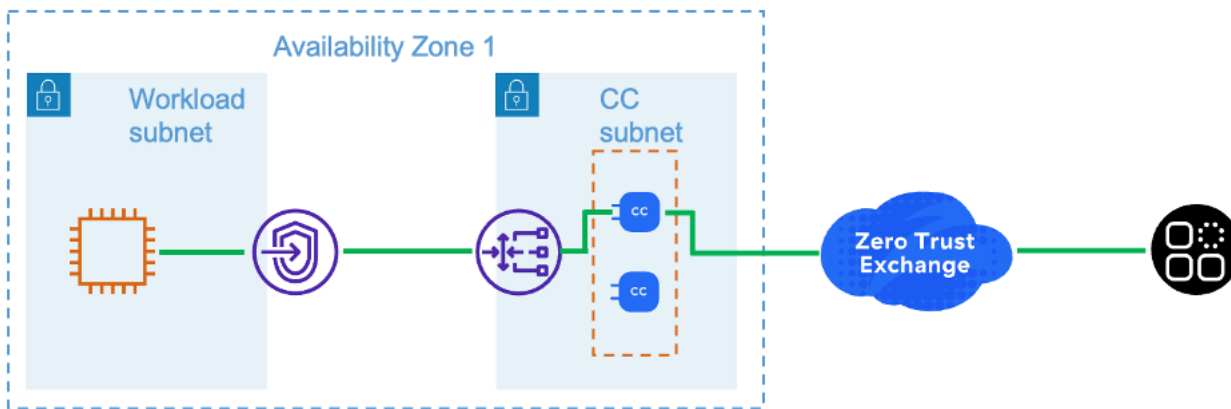 Availability Zone 1
Workload
subnet
CC
subnet
CC
CC
Zero Trust
Exchange